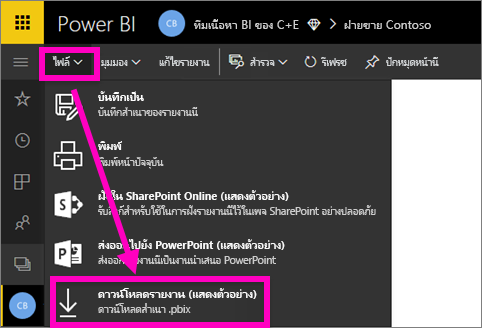 Power BI CB ทีมเนื้อหา BI ของ C+E > ฝ่ายขาย Contoso
ไฟล์ มุมมอง แก้ไขรายงาน สำรวจ รีเฟรช ปักหมุดหน้านี้
บันทึกเป็น
บันทึกสำเนาของรายงานนี้
พิมพ์
พิมพ์หน้าปัจจุบัน
ฝังใน SharePoint Online (แสดงตัวอย่าง)
รับลิงก์สำหรับใช้ในการฝังรายงานนี้ไว้ในเพจ SharePoint อย่างปลอดภัย
ส่งออกไปยัง PowerPoint (แสดงตัวอย่าง)
ส่งออกรายงานนี้เป็นงานนำเสนอ PowerPoint
ดาวน์โหลดรายงาน (แสดงตัวอย่าง)
ดาวน์โหลดสำเนา .pbix
CB